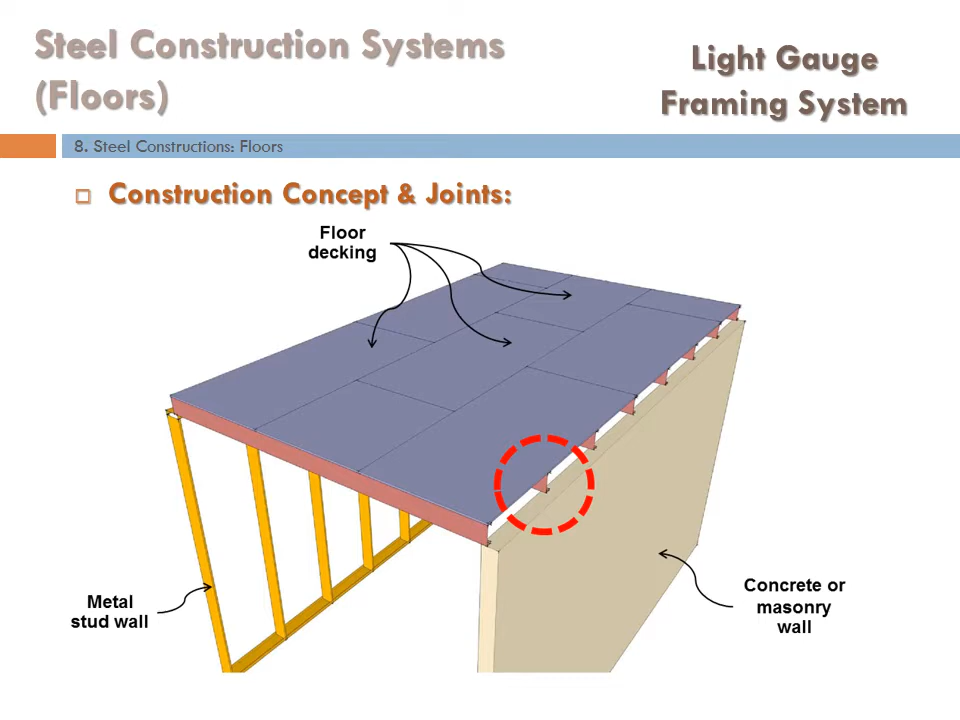 Steel Construction Systems
(Floors)
Light Gauge
Framing System
8. Steel Constructions: Floors
Construction Concept & Joints:
Floor
decking
Metal
stud wall
Concrete or
masonry
wall